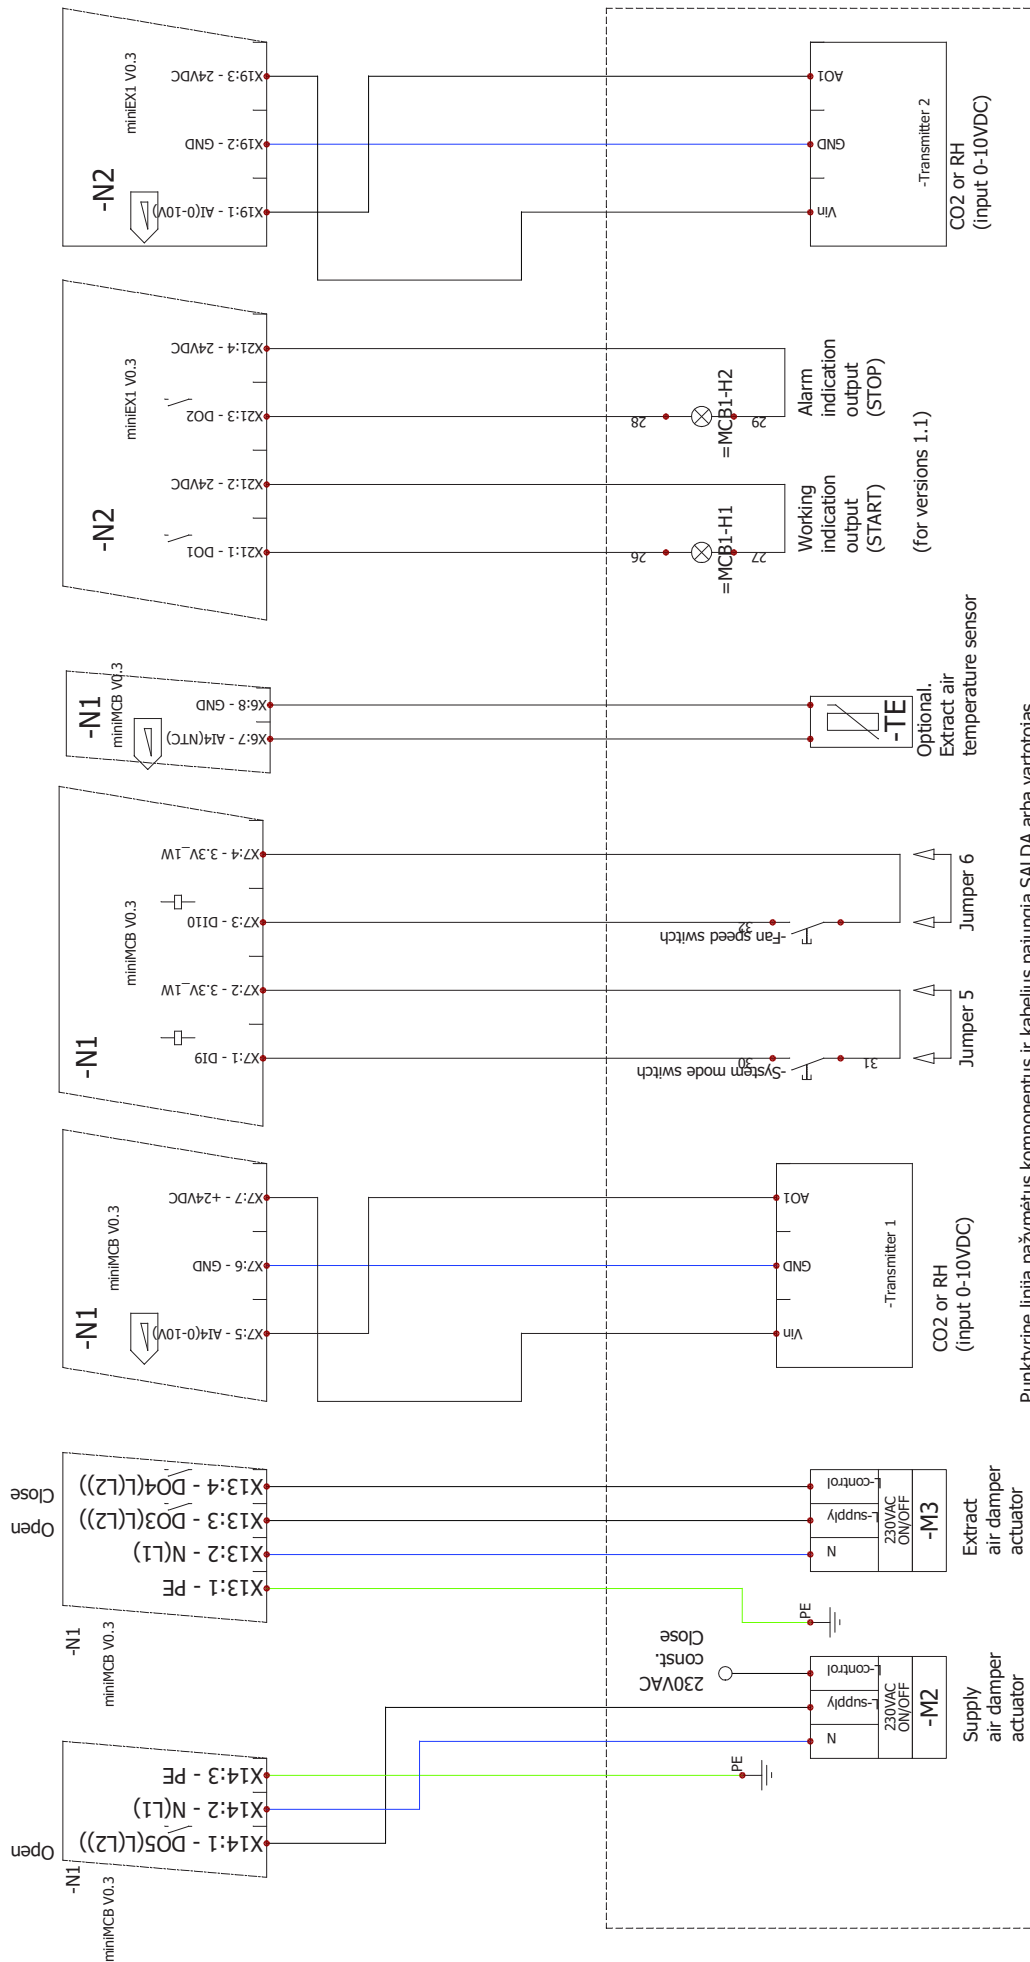 Open
-N1
miniMCB V0.3
X14:1 - DO5(L(L2))
X14:2 - N(L1)
X14:3 - PE
PE
N
L-supply
L-control
230VAC
ON/OFF
-M2
Supply
air damper
actuator
230VAC
const.
Close
Open
Close
-N1
miniMCB V0.3
X13:1 - PE
X13:2 - N(L1)
X13:3 - DO3(L(L2))
X13:4 - DO4(L(L2))
PE
N
L-supply
L-control
230VAC
ON/OFF
-M3
Extract
air damper
actuator
-N1
miniMCB V0.3
X7:5 - AI4(0-10V)
X7:6 - GND
X7:7 - +24VDC
Vin
GND
AO1
-Transmitter 1
CO2 or RH
(input 0-10VDC)
-N1
miniMCB V0.3
X7:1 - DI9
X7:2 - 3.3V_1W
X7:3 - DI10
X7:4 - 3.3V_1W
-System mode switch
30
31
Jumper 5
-Fan speed switch
32
Jumper 6
-N1
miniMCB V0.3
X6:7 - AI4(NTC)
X6:8 - GND
-TE
Optional.
Extract air
temperature sensor
-N2
miniEX1 V0.3
X21:1 - DO1
X21:2 - 24VDC
X21:3 - DO2
X21:4 - 24VDC
26
=MCB1-H1
27
Working
indication
output
(START)
28
=MCB1-H2
29
Alarm
indication
output
(STOP)
(for versions 1.1)
-N2
miniEX1 V0.3
X19:1 - AI(0-10V)
X19:2 - GND
X19:3 - 24VDC
Vin
GND
AO1
-Transmitter 2
CO2 or RH
(input 0-10VDC)
Punktyrine linija pažymėtus komponentus ir kabelius pajungia SALDA arba vartotojas